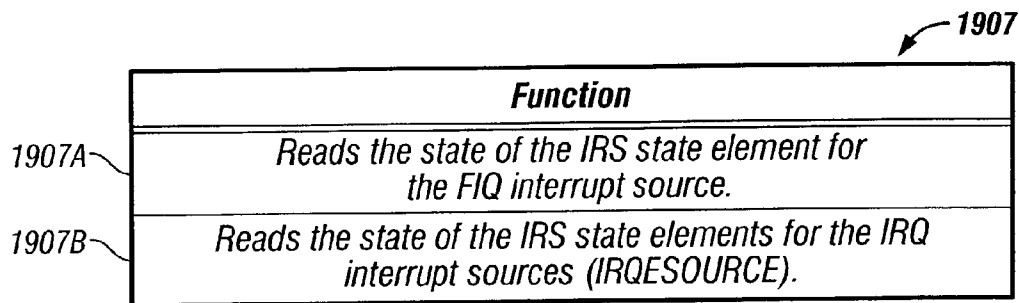 1907
Function
1907A
Reads the state of the IRS state element for
the FIQ interrupt source.
1907B
Reads the state of the IRS state elements for the IRQ
interrupt sources (IRQESOURCE).